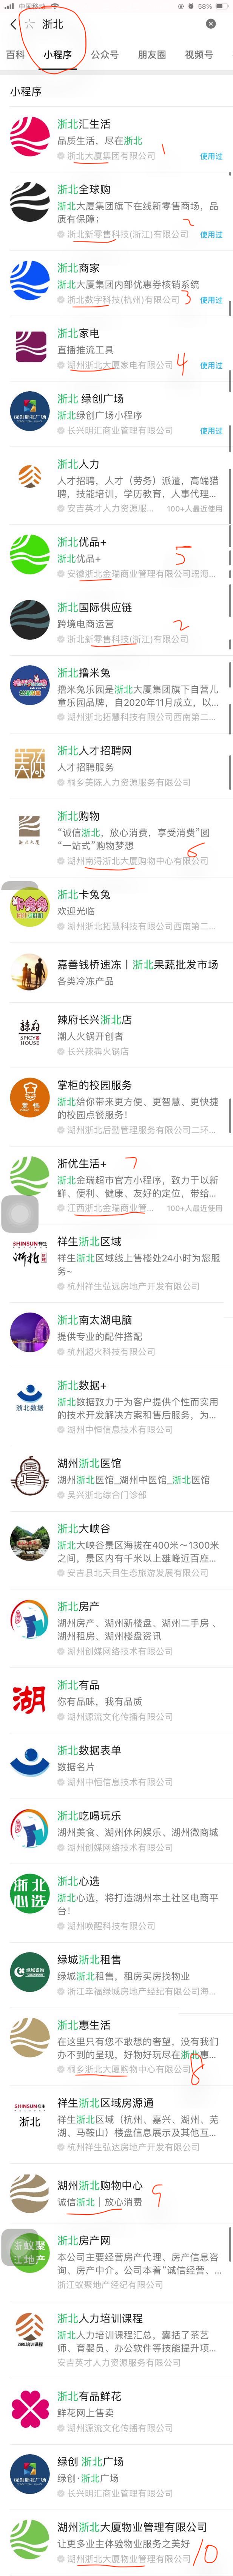 中国移动
58%
浙北
百科
小程序
公众号
朋友圈
视频号
小程序
浙北汇生活
品质生活，尽在浙北
浙北大厦集团有限公司
1
使用过
浙北全球购
浙北大厦集团旗下在线新零售商场，品
质有保障；
浙北新零售科技(浙江)有限公司
2
使用过
浙北商家
浙北大厦集团内部优惠券核销系统
浙北数字科技(杭州)有限公司
3
使用过
浙北家电
直播推流工具
湖州浙北大厦家电有限公司
4
使用过
浙北 绿创广场
浙北绿创广场小程序
长兴明汇商业管理有限公司
使用过
浙北人力
人才招聘，人才（劳务）派遣，高端猎
聘，技能培训，学历教育，人事代理...
安吉英才人力资源服...
100+人最近使用
浙北优品+
浙北优品+
安徽浙北金瑞商业管理有限公司瑶海...
5
浙北国际供应链
跨境电商运营
浙北新零售科技(浙江)有限公司
2
浙北撸米兔
撸米兔乐园是浙北大厦集团旗下自营儿
童乐园品牌，自2020年11月成立，以...
湖州浙北拓慧科技有限公司西南第二...
浙北人才招聘网
人才招聘服务
桐乡美陈人力资源服务有限公司
浙北购物
“诚信浙北，放心消费，享受消费”圆
“一站式”购物梦想
湖州南浔浙北大厦购物中心有限公司
6
浙北卡兔兔
欢迎光临
湖州浙北拓慧科技有限公司西南第二...
嘉善钱桥速冻丨浙北果蔬批发市场
各类冷冻产品
辣府长兴浙北店
潮人火锅开创者
长兴辣犇火锅店
掌柜的校园服务
浙北给你带来更方便、更智慧、更快捷
的校园点餐服务！
湖州浙北后勤管理服务有限公司二环...
浙优生活+
7
浙北金瑞超市官方小程序，致力于以新
鲜、便利、健康、友好的定位，带给...
江西浙北金瑞商业管...
100+人最近使用
祥生浙北区域
祥生浙北区域线上售楼处24小时为您服
务~
杭州祥生弘远房地产开发有限公司
浙北南太湖电脑
提供专业的配件搭配
杭州超火科技有限公司
浙北数据+
浙北数据致力于为客户提供个性而实用
的技术开发解决方案和售后服务，为...
湖州中恒信息技术有限公司
湖州浙北医馆
湖州浙北医馆_湖州中医馆_浙北医馆
吴兴浙北综合门诊部
浙北大峡谷
浙北大峡谷景区海拔在400米～1300米
之间，景区内有千米以上雄峰近百座...
安吉县北天目生态旅游发展有限公司
浙北房产
湖州房产、湖州新楼盘、湖州二手房、
湖州租房、湖州楼盘资讯
湖州创媒网络技术有限公司
浙北有品
你有品味，我有品质
湖州源流文化传播有限公司
浙北数据表单
数据名片
湖州中恒信息技术有限公司
浙北吃喝玩乐
湖州美食、湖州休闲娱乐、湖州微商城
湖州创媒网络技术有限公司
浙北心选
浙北心选，将打造湖州本土社区电商平
台!
湖州唤醒科技有限公司
绿城浙北租售
绿城浙北租售，租房买房找物业
浙江幸福绿城房地产经纪有限公司海...
浙北惠生活
在这里只有您不敢想的奢望，没有我们
办不到的呈现，好物好玩尽在浙北惠...
桐乡浙北大厦购物中心有限公司
8
祥生浙北区域房源通
祥生浙北区域（杭州、嘉兴、湖州、芜
湖、马鞍山）楼盘信息展示及其他互...
杭州祥生弘达房地产开发有限公司
湖州浙北购物中心
诚信浙北丨放心消费
9
浙北房产网
本公司主要经营房产代理、房产信息咨
询、房产中介。公司本着“诚信经营、...
浙江蚁聚地产经纪有限公司
浙北人力培训课程
浙北人力培训课程汇总，囊括了茶艺
师、育婴员、办公软件等技能提升项...
安吉英才人力资源服务有限公司
浙北有品鲜花
鲜花网上售卖
湖州源流文化传播有限公司
绿创 浙北广场
绿创·浙北广场
长兴明汇商业管理有限公司
湖州浙北大厦物业管理有限公司
让更多业主体验物业服务之美好
湖州浙北大厦物业管理有限公司
10